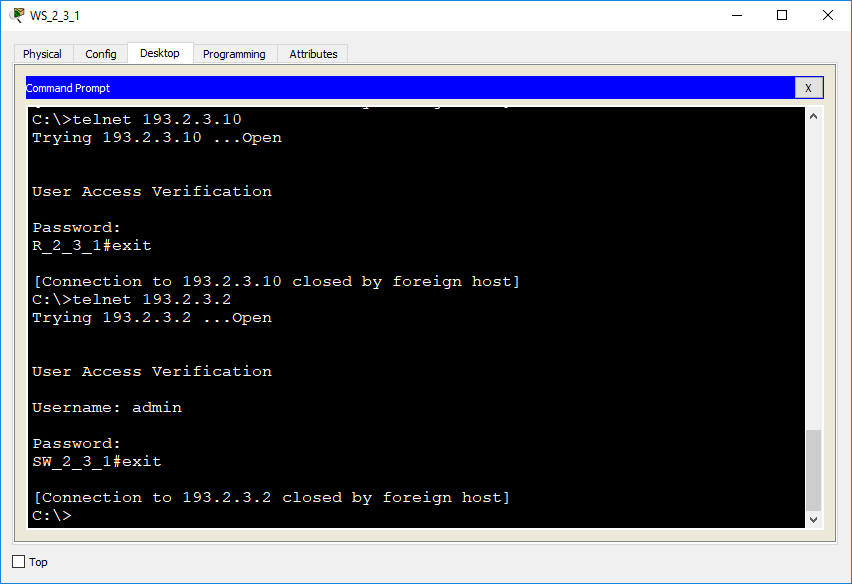 WS_2_3_1
Physical Config Desktop Programming Attributes
Command Prompt X
C:\>telnet 193.2.3.10
Trying 193.2.3.10 ...Open
User Access Verification
Password:
R_2_3_1#exit
[Connection to 193.2.3.10 closed by foreign host]
C:\>telnet 193.2.3.2
Trying 193.2.3.2 ...Open
User Access Verification
Username: admin
Password:
SW_2_3_1#exit
[Connection to 193.2.3.2 closed by foreign host]
C:\>
Top